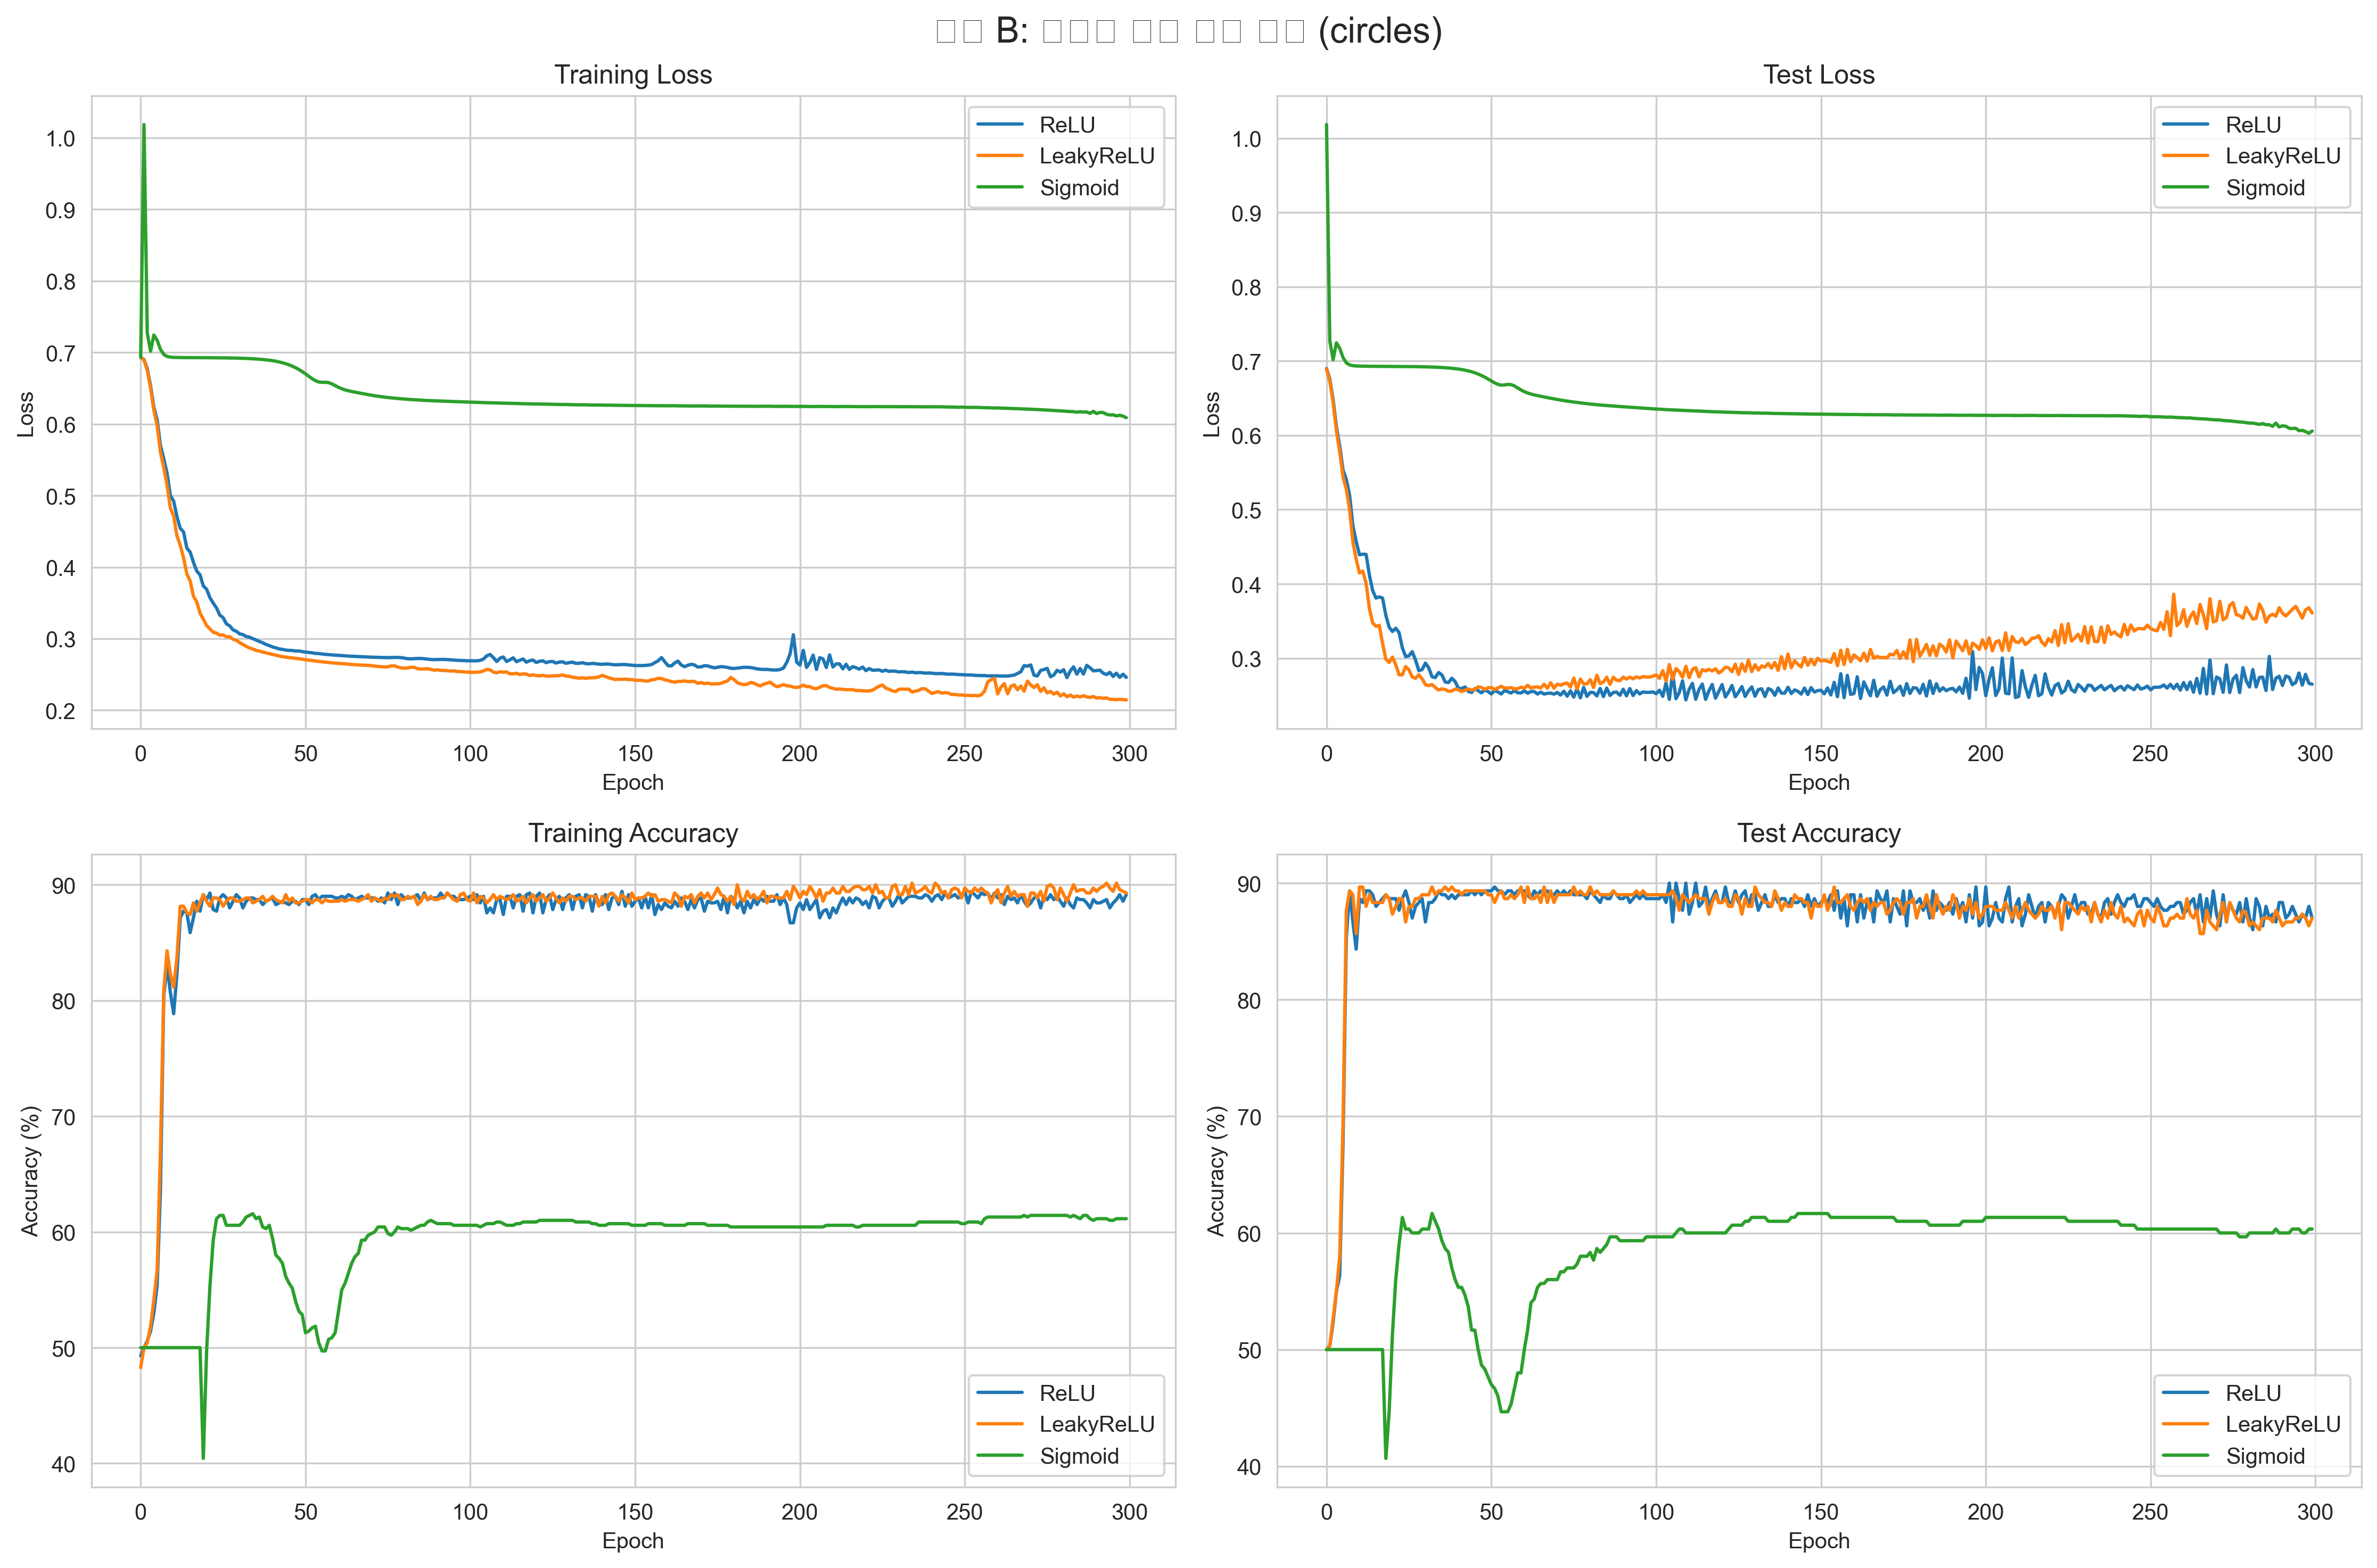 B: (circles)
Training Loss
Test Loss
ReLU
LeakyReLU
Sigmoid
ReLU
LeakyReLU
Sigmoid
1.0
0.9
0.8
0.7
0.6
0.5
0.4
0.3
0.2
Loss
0 50 100 150 200 250 300
Epoch
1.0
0.9
0.8
0.7
0.6
0.5
0.4
0.3
Loss
0 50 100 150 200 250 300
Epoch
Training Accuracy
Test Accuracy
90
80
70
60
50
40
Accuracy (%)
ReLU
LeakyReLU
Sigmoid
0 50 100 150 200 250 300
Epoch
90
80
70
60
50
40
Accuracy (%)
ReLU
LeakyReLU
Sigmoid
0 50 100 150 200 250 300
Epoch